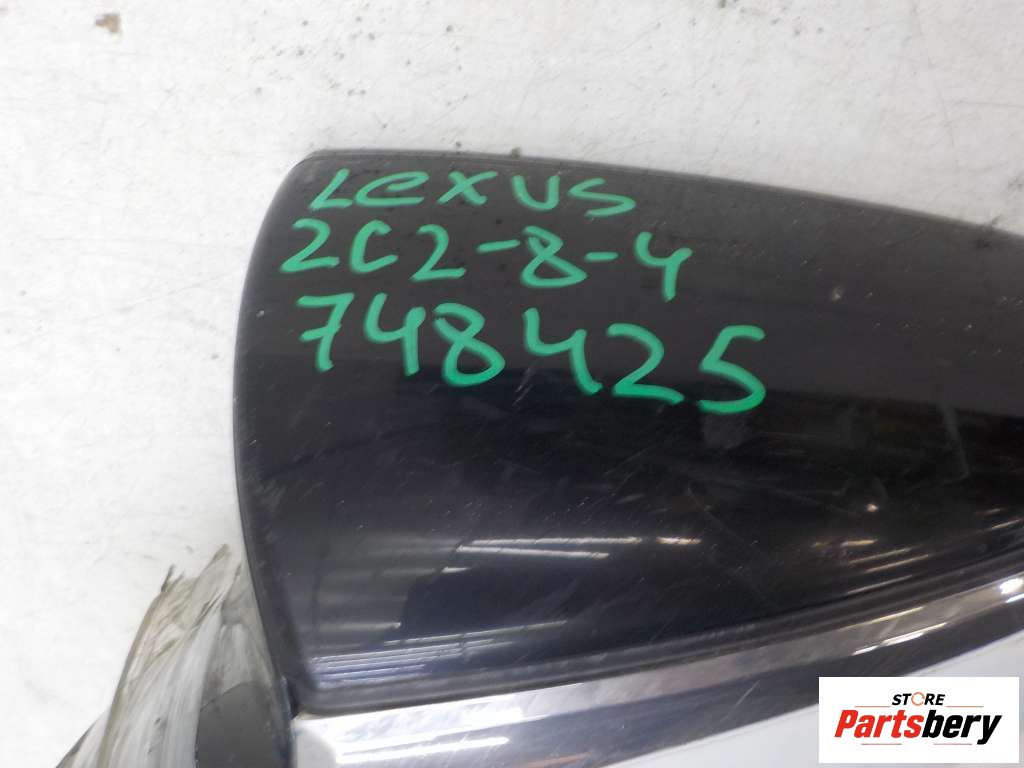 LeXUS
2C2-8-4
748425
STORE
Partsbery